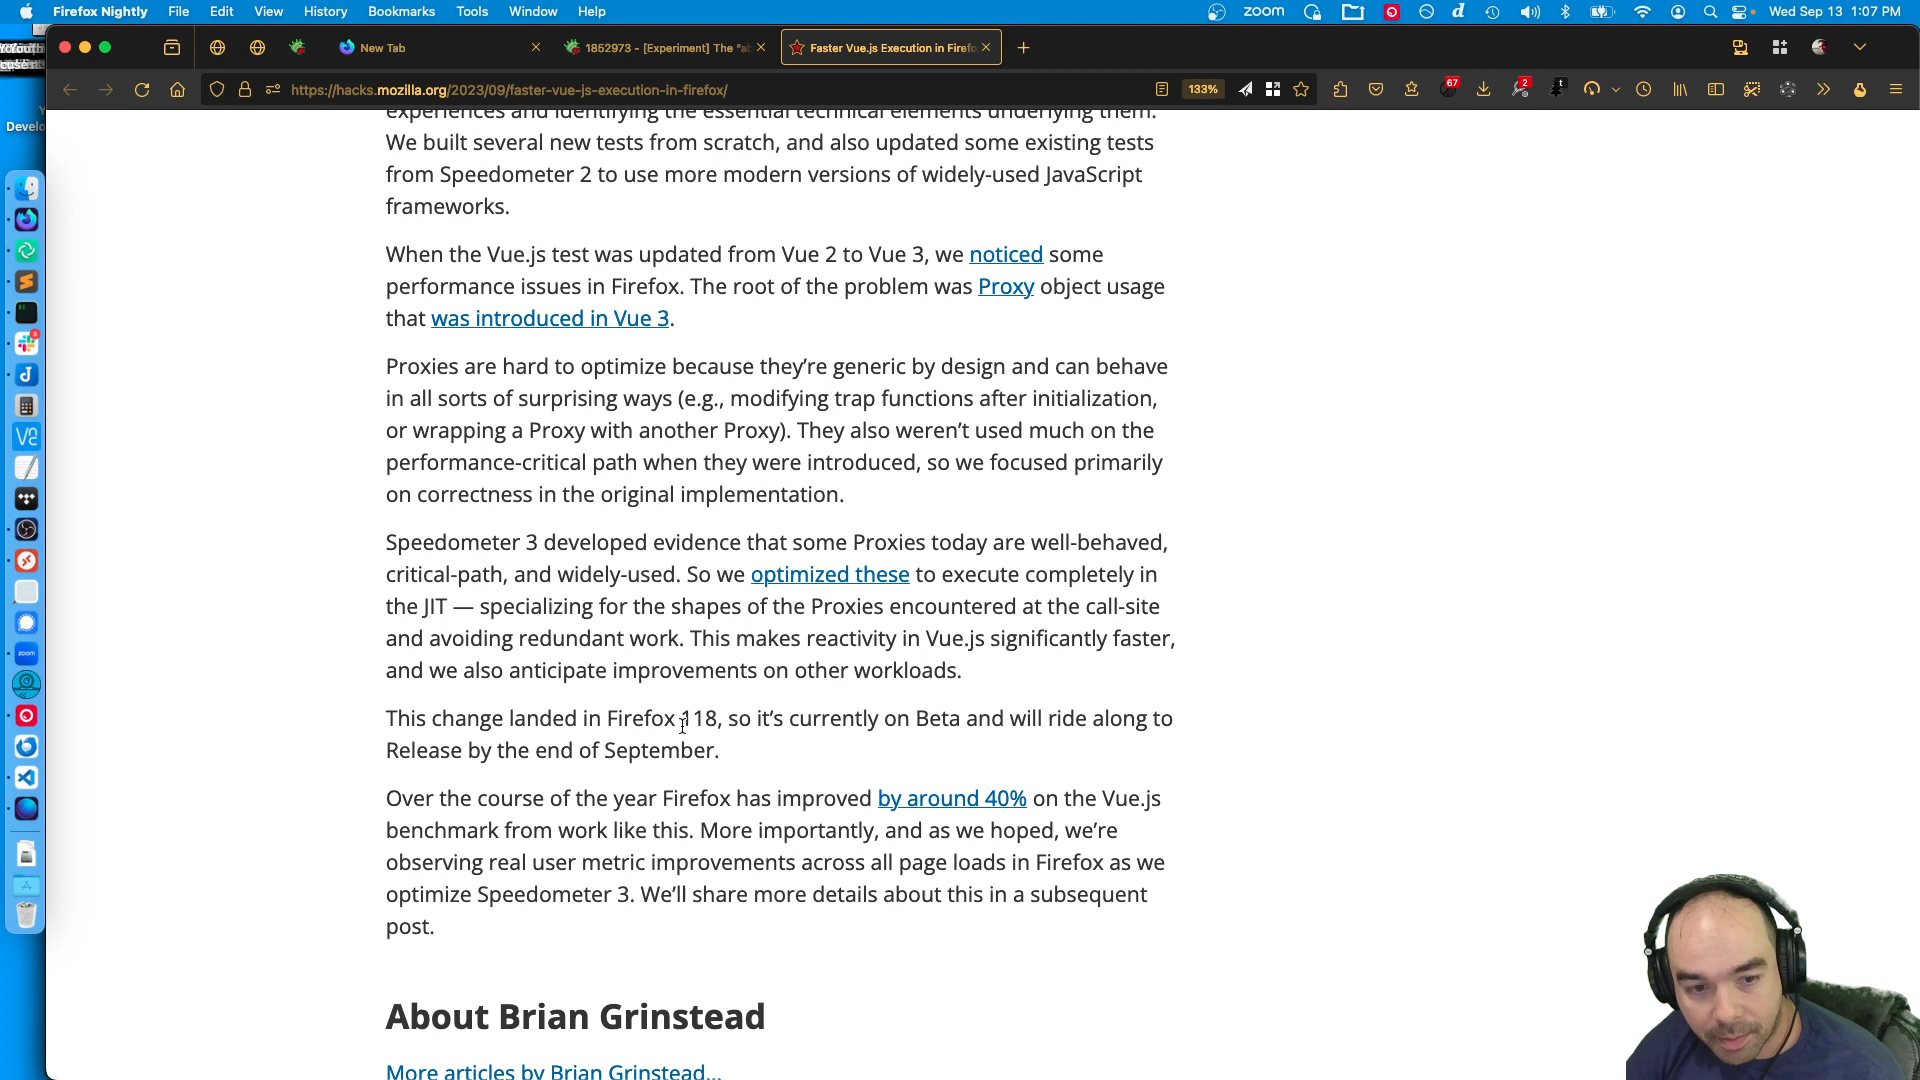 Firefox Nightly File Edit View History Bookmarks Tools Window Help zoom Wed Sep 13 1:07 PM
New Tab 1852973 - [Experiment] The "ab Faster Vue.js Execution in Firefo
https://hacks.mozilla.org/2023/09/faster-vue-js-execution-in-firefox/ 133% 67 2 t
Develo
experiences and identifying the essential technical elements underlying them.
We built several new tests from scratch, and also updated some existing tests
from Speedometer 2 to use more modern versions of widely-used JavaScript
frameworks.
When the Vue.js test was updated from Vue 2 to Vue 3, we noticed some
performance issues in Firefox. The root of the problem was Proxy object usage
that was introduced in Vue 3.
Proxies are hard to optimize because they're generic by design and can behave
in all sorts of surprising ways (e.g., modifying trap functions after initialization,
or wrapping a Proxy with another Proxy). They also weren't used much on the
performance-critical path when they were introduced, so we focused primarily
on correctness in the original implementation.
Speedometer 3 developed evidence that some Proxies today are well-behaved,
critical-path, and widely-used. So we optimized these to execute completely in
the JIT — specializing for the shapes of the Proxies encountered at the call-site
and avoiding redundant work. This makes reactivity in Vue.js significantly faster,
and we also anticipate improvements on other workloads.
This change landed in Firefox 118, so it's currently on Beta and will ride along to
Release by the end of September.
Over the course of the year Firefox has improved by around 40% on the Vue.js
benchmark from work like this. More importantly, and as we hoped, we're
observing real user metric improvements across all page loads in Firefox as we
optimize Speedometer 3. We'll share more details about this in a subsequent
post.
About Brian Grinstead
More articles by Brian Grinstead…
zoom